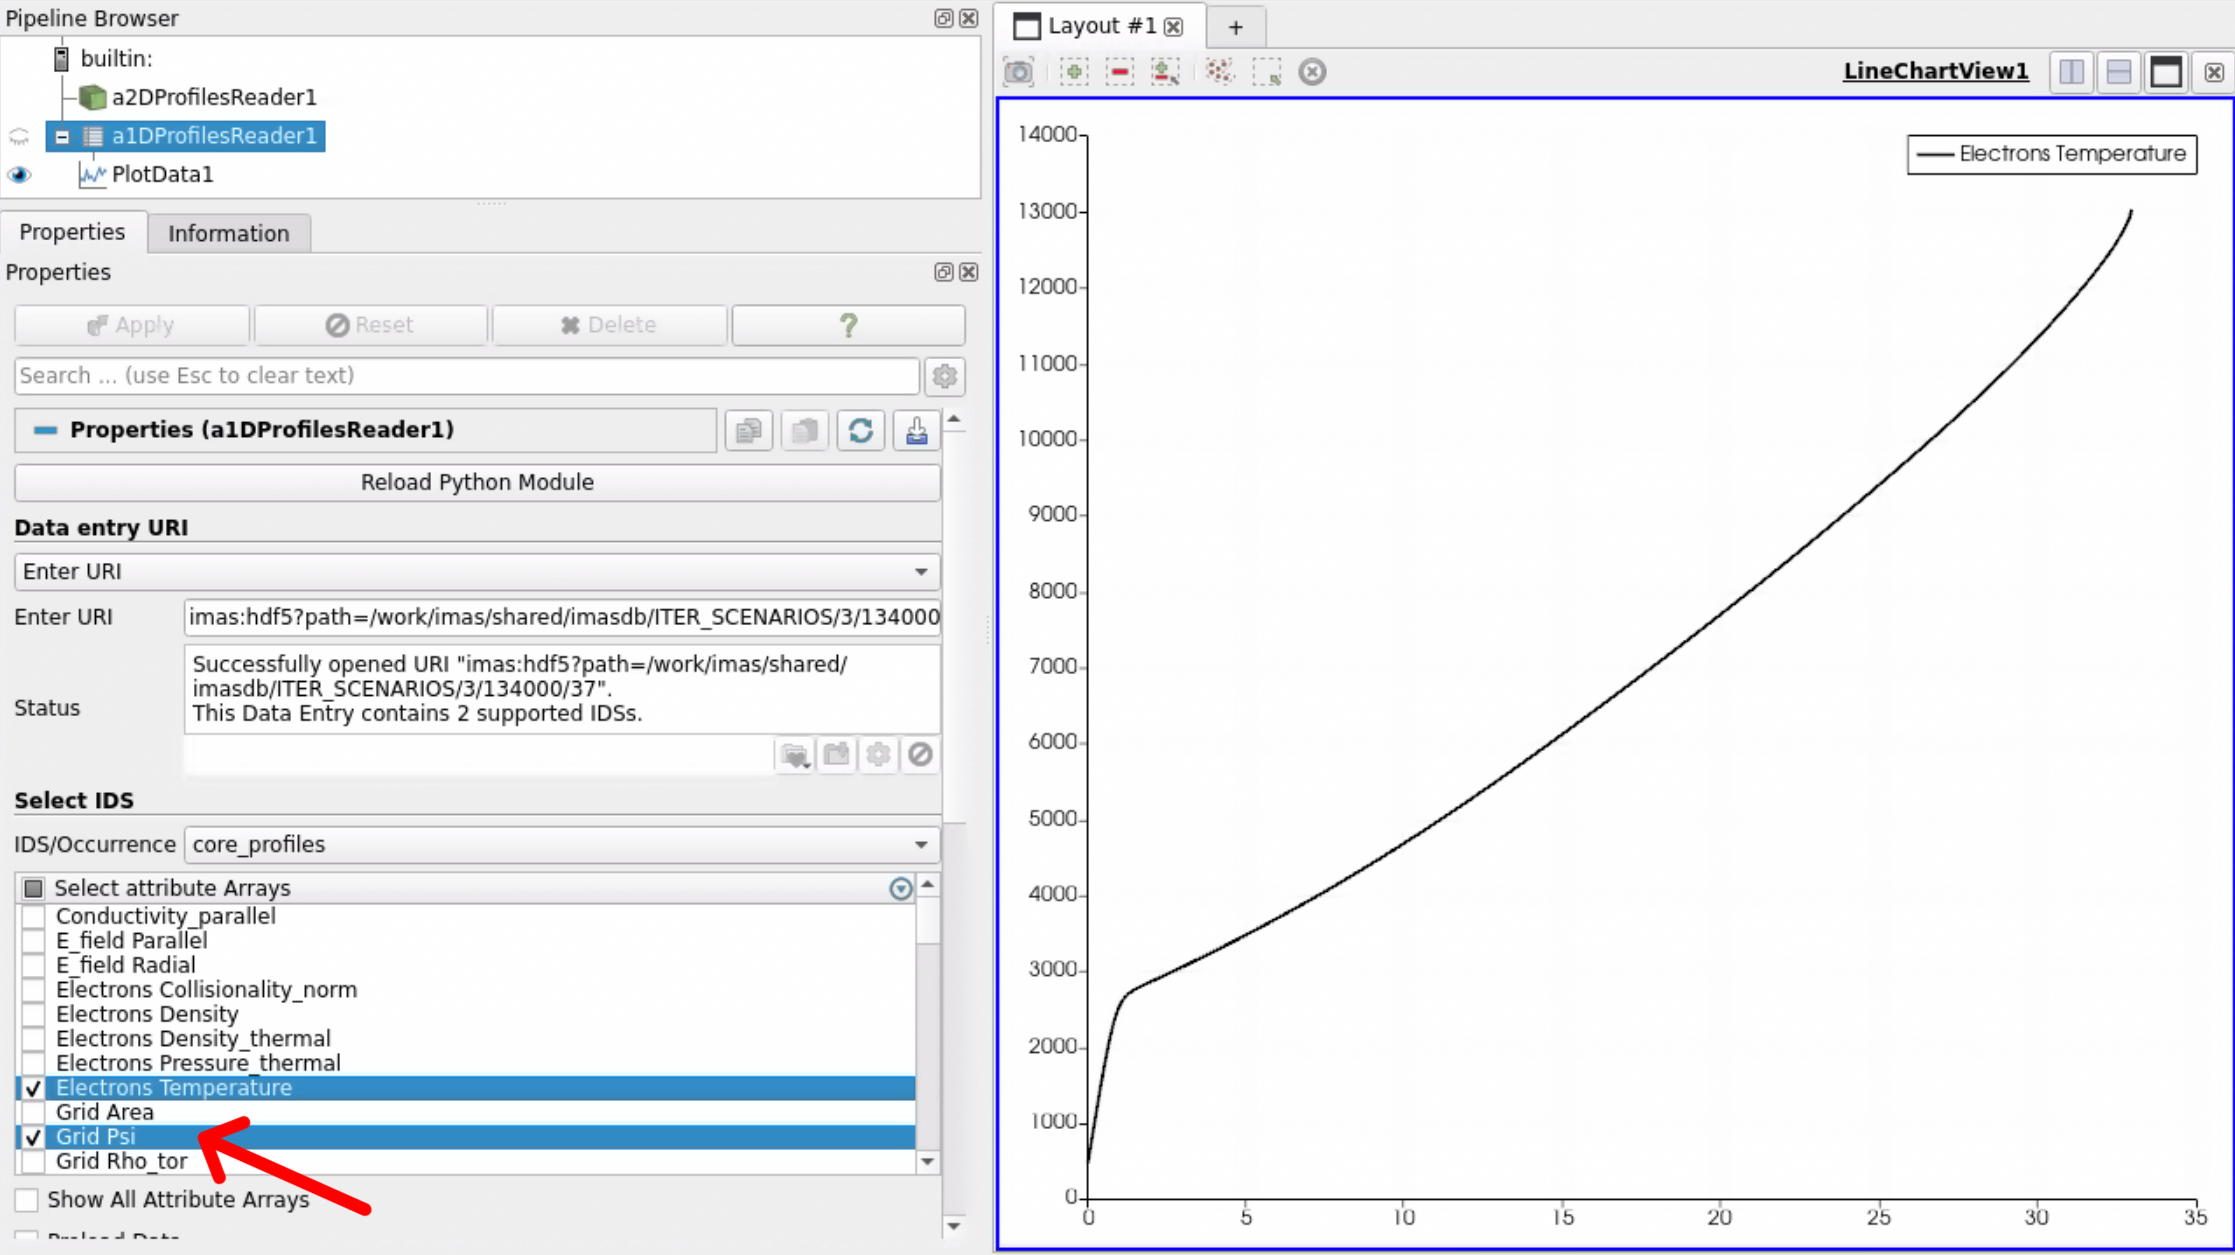 Pipeline Browser
builtin:
a2DProfilesReader1
a1DProfilesReader1
PlotData1
Properties
Information
Properties
Apply
Reset
Delete
?
Search ... (use Esc to clear text)
Properties (a1DProfilesReader1)
Reload Python Module
Data entry URI
Enter URI
Enter URI
imas:hdf5?path=/work/imas/shared/imasdb/ITER_SCENARIOS/3/134000
Status
Successfully opened URI "imas:hdf5?path=/work/imas/shared/
imasdb/ITER_SCENARIOS/3/134000/37".
This Data Entry contains 2 supported IDSs.
Select IDS
IDS/Occurrence
core_profiles
Select attribute Arrays
Conductivity_parallel
E_field Parallel
E_field Radial
Electrons Collisionality_norm
Electrons Density
Electrons Density_thermal
Electrons Pressure_thermal
Electrons Temperature
Grid Area
Grid Psi
Grid Rho_tor
Show All Attribute Arrays
Layout #1
+
LineChartView1
Electrons Temperature
14000
13000
12000
11000
10000
9000
8000
7000
6000
5000
4000
3000
2000
1000
0
0 5 10 15 20 25 30 35